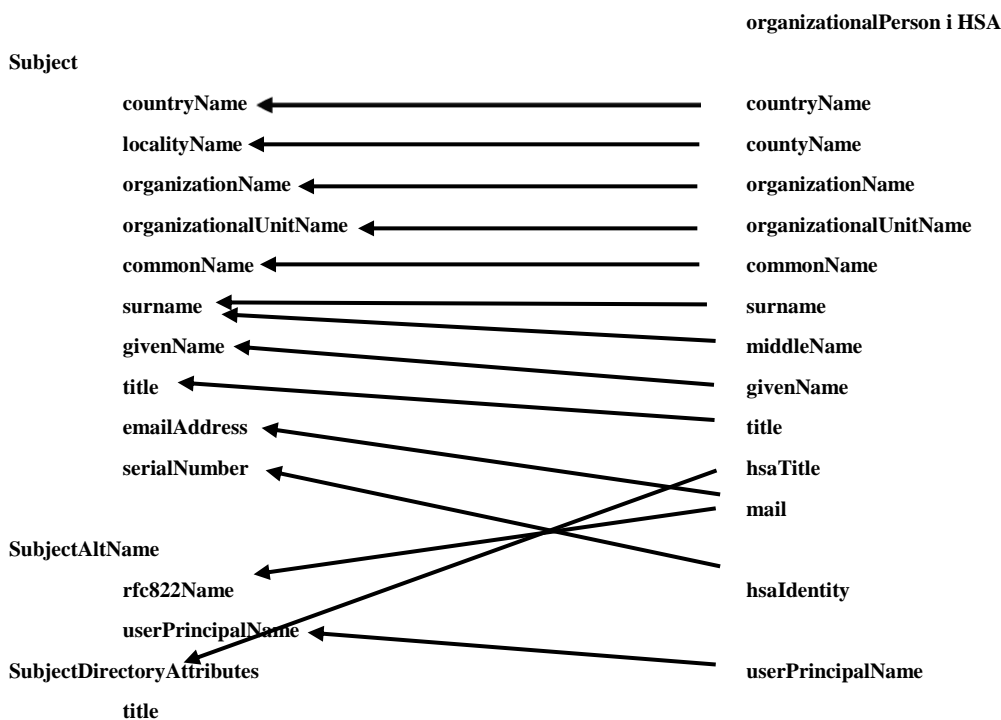 organizationalPerson i HSA
Subject
countryName countryName
localityName countyName
organizationName organizationName
organizationalUnitName organizationalUnitName
commonName commonName
surname surname
givenName middleName
title givenName
emailAddress title
serialNumber hsaTitle
mail
SubjectAltName
rfc822Name hsaIdentity
userPrincipalName
SubjectDirectoryAttributes userPrincipalName
title